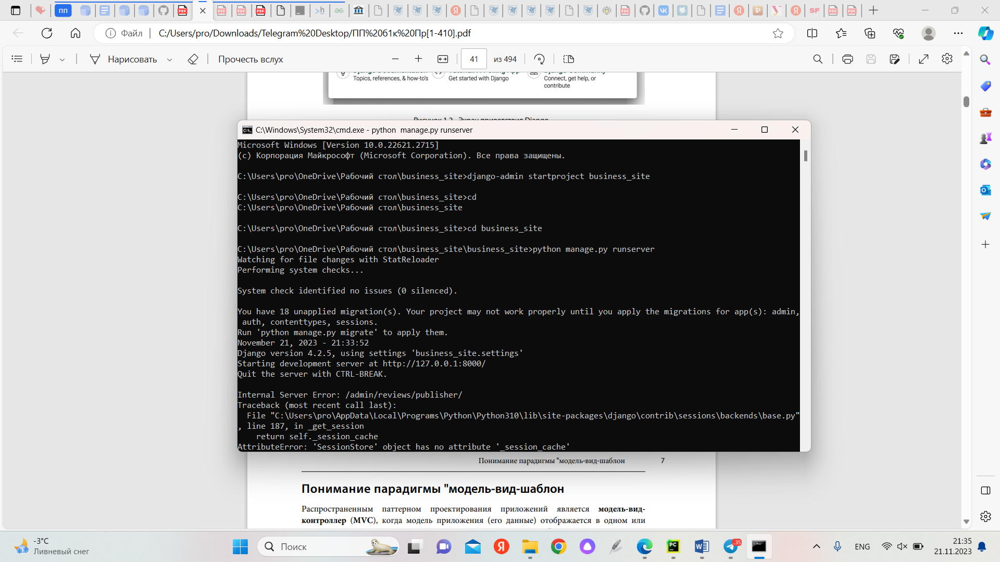 ПП
SF
Файл
C:/Users/pro/Downloads/Telegram%20Desktop/ПП%20б1к%20Пр[1-410].pdf
Нарисовать
Прочесть вслух
41
из 494
Topics, references, & how-to's
Get started with Django
Connect, get help, or
contribute
C:\Windows\System32\cmd.exe - python  manage.py runserver
Microsoft Windows [Version 10.0.22621.2715]
(c) Корпорация Майкрософт (Microsoft Corporation). Все права защищены.
C:\Users\pro\OneDrive\Рабочий стол\business_site>django-admin startproject business_site
C:\Users\pro\OneDrive\Рабочий стол\business_site>cd
C:\Users\pro\OneDrive\Рабочий стол\business_site
C:\Users\pro\OneDrive\Рабочий стол\business_site>cd business_site
C:\Users\pro\OneDrive\Рабочий стол\business_site\business_site>python manage.py runserver
Watching for file changes with StatReloader
Performing system checks...
System check identified no issues (0 silenced).
You have 18 unapplied migration(s). Your project may not work properly until you apply the migrations for app(s): admin,
auth, contenttypes, sessions.
Run 'python manage.py migrate' to apply them.
November 21, 2023 - 21:33:52
Django version 4.2.5, using settings 'business_site.settings'
Starting development server at http://127.0.0.1:8000/
Quit the server with CTRL-BREAK.
Internal Server Error: /admin/reviews/publisher/
Traceback (most recent call last):
File "C:\Users\pro\AppData\Local\Programs\Python\Python310\lib\site-packages\django\contrib\sessions\backends\base.py"
, line 187, in _get_session
return self._session_cache
AttributeError: 'SessionStore' object has no attribute '_session_cache'
Понимание парадигмы "модель-вид-шаблон
7
Понимание парадигмы "модель-вид-шаблон
Распространенным паттерном проектирования приложений является модель-вид-
контроллер (MVC), когда модель приложения (его данные) отображается в одном или
-3°C
Ливневый снег
Поиск
35
ENG
21:35
21.11.2023